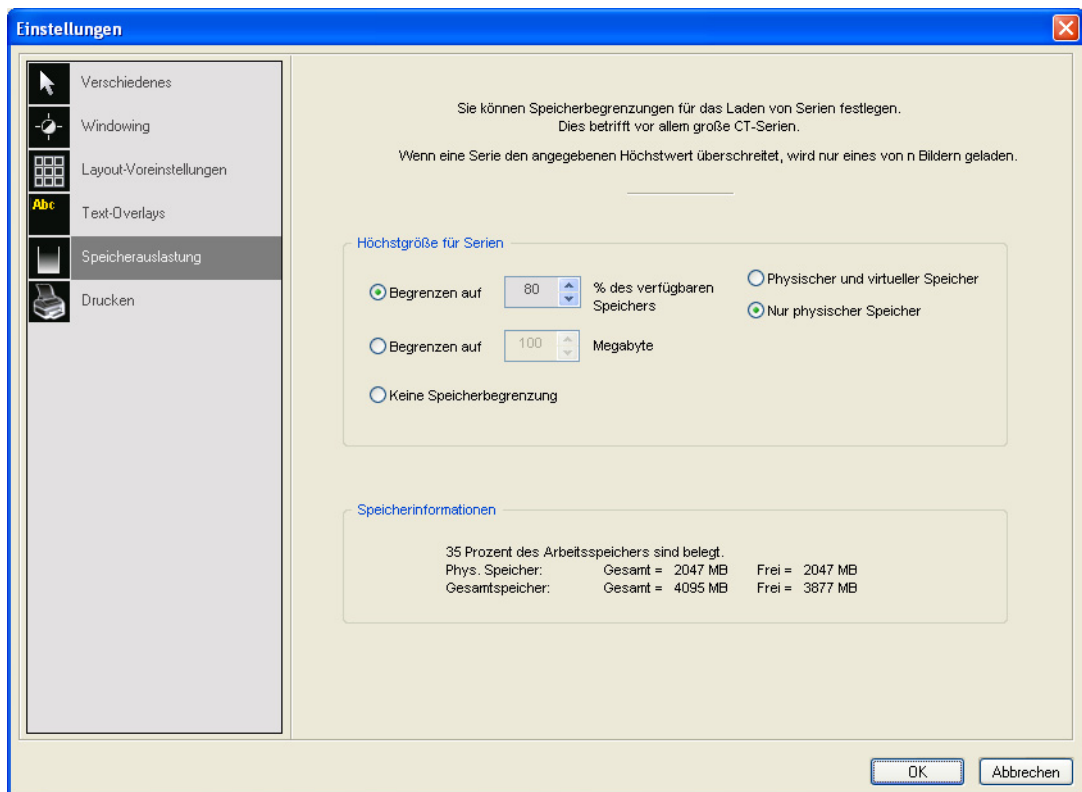 Einstellungen
Verschiedenes
Windowing
Layout-Voreinstellungen
Abc
Text-Overlays
Speicherauslastung
Drucken
Sie können Speicherbegrenzungen für das Laden von Serien festlegen.
Dies betrifft vor allem große CT-Serien.
Wenn eine Serie den angegebenen Höchstwert überschreitet, wird nur eines von n Bildern geladen.
Höchstgröße für Serien
Begrenzen auf 80 % des verfügbaren
Speichers
Physischer und virtueller Speicher
Nur physischer Speicher
Begrenzen auf 100 Megabyte
Keine Speicherbegrenzung
Speicherinformationen
35 Prozent des Arbeitsspeichers sind belegt.
Phys. Speicher: Gesamt = 2047 MB Frei = 2047 MB
Gesamtspeicher: Gesamt = 4095 MB Frei = 3877 MB
OK Abbrechen